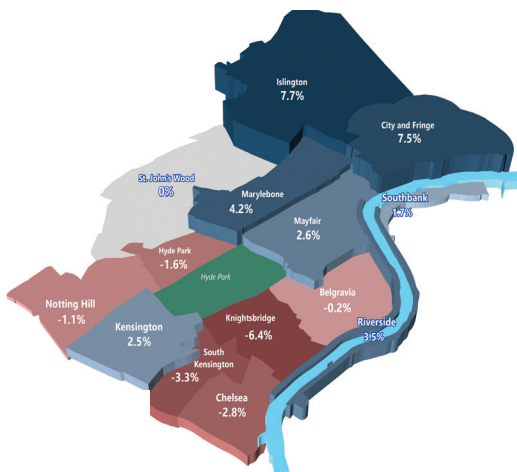 Islington
7.7%
City and Fringe
7.5%
St. John's Wood
0%
Marylebone
4.2%
Southbank
1.7%
Mayfair
2.6%
Hyde Park
-1.6%
Hyde Park
Notting Hill
-1.1%
Belgravia
-0.2%
Kensington
2.5%
Knightsbridge
-6.4%
Riverside
3.5%
South
Kensington
-3.3%
Chelsea
-2.8%